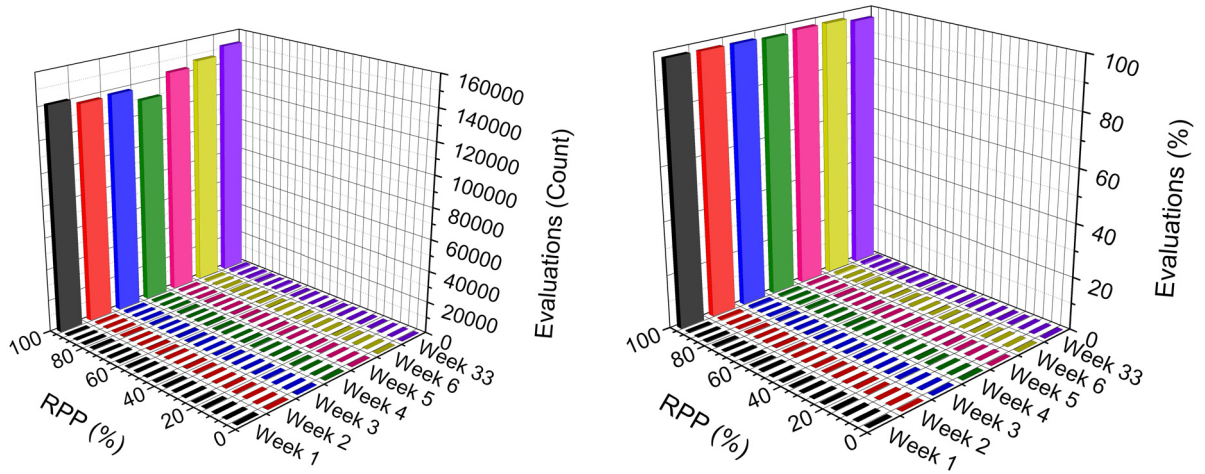 160000
140000
120000
100000
80000
60000
40000
20000
0
Evaluations (Count)
100
80
60
40
20
0
RPP (%)
Week 1
Week 2
Week 3
Week 4
Week 5
Week 6
Week 33
100
80
60
40
20
0
Evaluations (%)
100
80
60
40
20
0
RPP (%)
Week 1
Week 2
Week 3
Week 4
Week 5
Week 6
Week 33